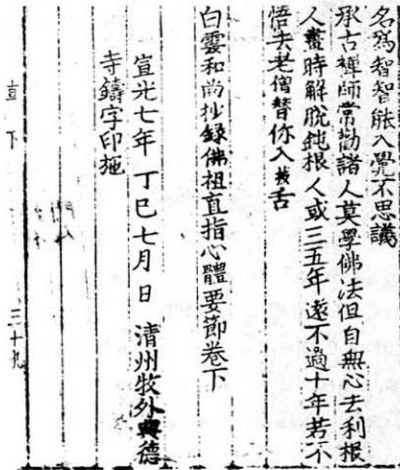 名爲智智能入覺不思議
承古禪師常勸諸人莫學佛法但自無心去利根
人晝時解脫鈍根人或三五年遠不過十年若不
悟去老僧替你入拔舌
白雲和尚抄錄佛祖直指心體要節卷下
宣光七年丁巳七月 日 清州牧外興德
寺鑄字印施
直下 三十九